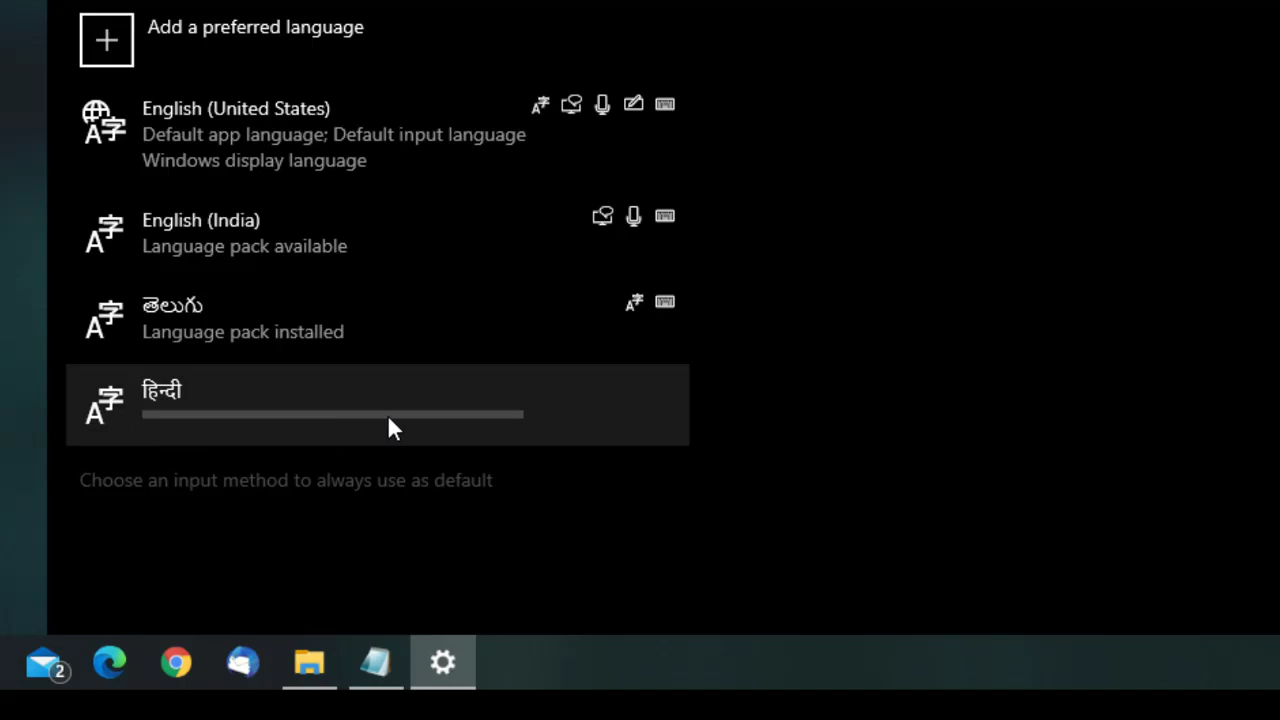 Add a preferred language
English (United States)
Default app language; Default input language
Windows display language
English (India)
Language pack available
తెలుగు
Language pack installed
हिन्दी
Choose an input method to always use as default
2